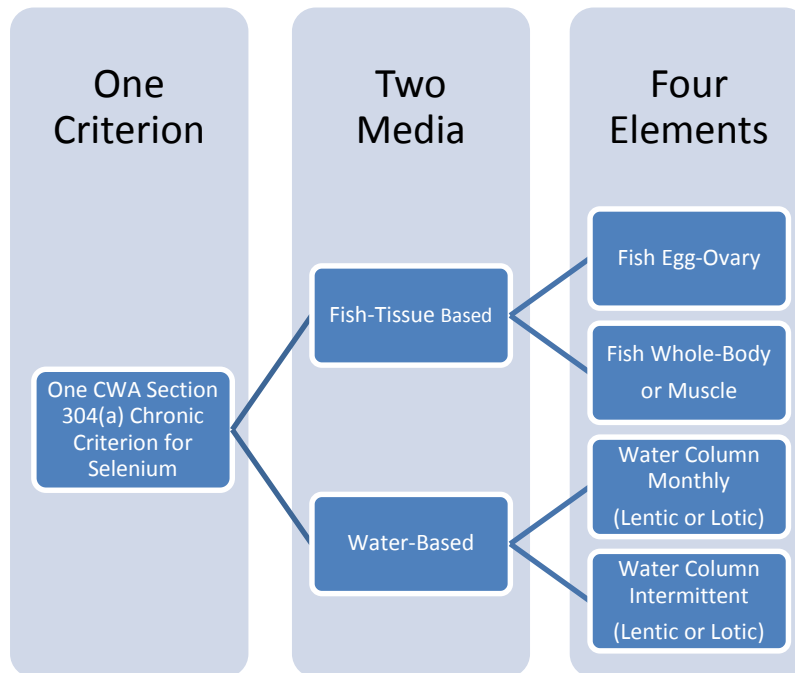 One
Criterion
Two
Media
Four
Elements
One CWA Section
304(a) Chronic
Criterion for
Selenium
Fish-Tissue Based
Water-Based
Fish Egg-Ovary
Fish Whole-Body
or Muscle
Water Column
Monthly
(Lentic or Lotic)
Water Column
Intermittent
(Lentic or Lotic)